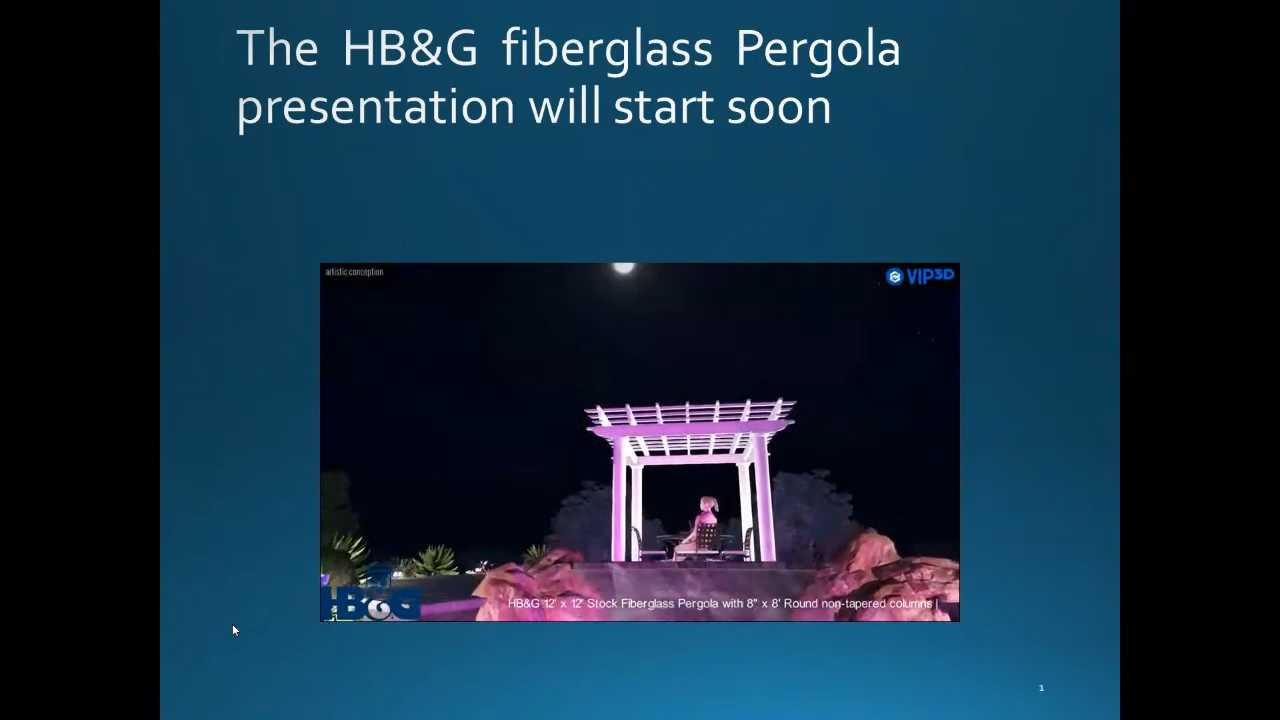 The HB&G fiberglass Pergola
presentation will start soon
artistic conception
VIP3D
HB&G
HB&G 12' x 12' Stock Fiberglass Pergola with 8" x 8' Round non-tapered columns |
1